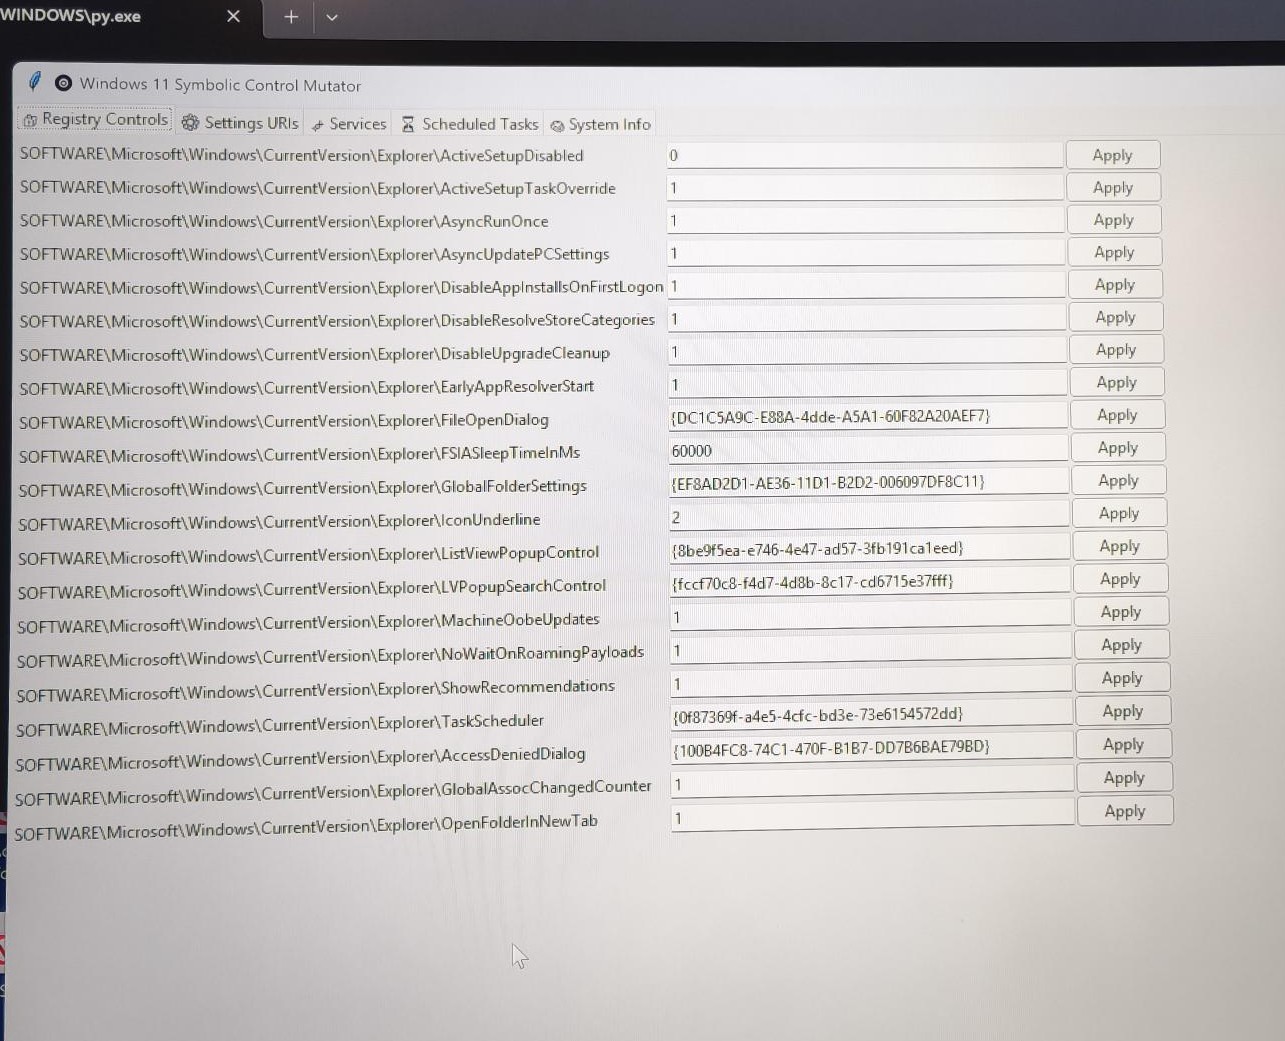 WINDOWS\py.exe
Windows 11 Symbolic Control Mutator
Registry Controls Settings URIs Services Scheduled Tasks System Info
SOFTWARE\Microsoft\Windows\CurrentVersion\Explorer\ActiveSetupDisabled 0 Apply
SOFTWARE\Microsoft\Windows\CurrentVersion\Explorer\ActiveSetupTaskOverride 1 Apply
SOFTWARE\Microsoft\Windows\CurrentVersion\Explorer\AsyncRunOnce 1 Apply
SOFTWARE\Microsoft\Windows\CurrentVersion\Explorer\AsyncUpdatePCSettings 1 Apply
SOFTWARE\Microsoft\Windows\CurrentVersion\Explorer\DisableAppInstallsOnFirstLogon 1 Apply
SOFTWARE\Microsoft\Windows\CurrentVersion\Explorer\DisableResolveStoreCategories 1 Apply
SOFTWARE\Microsoft\Windows\CurrentVersion\Explorer\DisableUpgradeCleanup 1 Apply
SOFTWARE\Microsoft\Windows\CurrentVersion\Explorer\EarlyAppResolverStart 1 Apply
SOFTWARE\Microsoft\Windows\CurrentVersion\Explorer\FileOpenDialog {DC1C5A9C-E88A-4dde-A5A1-60F82A20AEF7} Apply
SOFTWARE\Microsoft\Windows\CurrentVersion\Explorer\FSIASleepTimeInMs 60000 Apply
SOFTWARE\Microsoft\Windows\CurrentVersion\Explorer\GlobalFolderSettings {EF8AD2D1-AE36-11D1-B2D2-006097DF8C11} Apply
SOFTWARE\Microsoft\Windows\CurrentVersion\Explorer\IconUnderline 2 Apply
SOFTWARE\Microsoft\Windows\CurrentVersion\Explorer\ListViewPopupControl {8be9f5ea-e746-4e47-ad57-3fb191ca1eed} Apply
SOFTWARE\Microsoft\Windows\CurrentVersion\Explorer\LVPopupSearchControl {fccf70c8-f4d7-4d8b-8c17-cd6715e37fff} Apply
SOFTWARE\Microsoft\Windows\CurrentVersion\Explorer\MachineOobeUpdates 1 Apply
SOFTWARE\Microsoft\Windows\CurrentVersion\Explorer\NoWaitOnRoamingPayloads 1 Apply
SOFTWARE\Microsoft\Windows\CurrentVersion\Explorer\ShowRecommendations 1 Apply
SOFTWARE\Microsoft\Windows\CurrentVersion\Explorer\TaskScheduler {0f87369f-a4e5-4cfc-bd3e-73e6154572dd} Apply
SOFTWARE\Microsoft\Windows\CurrentVersion\Explorer\AccessDeniedDialog {100B4FC8-74C1-470F-B1B7-DD7B6BAE79BD} Apply
SOFTWARE\Microsoft\Windows\CurrentVersion\Explorer\GlobalAssocChangedCounter 1 Apply
SOFTWARE\Microsoft\Windows\CurrentVersion\Explorer\OpenFolderInNewTab 1 Apply